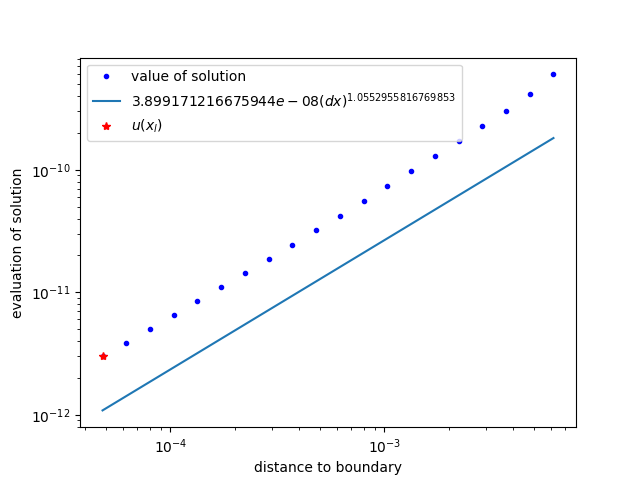 value of solution
3.899171216675944e − 08(dx)^1.0552955816769853
u(x_l)
evaluation of solution
10^−10
10^−11
10^−12
10^−4
10^−3
distance to boundary